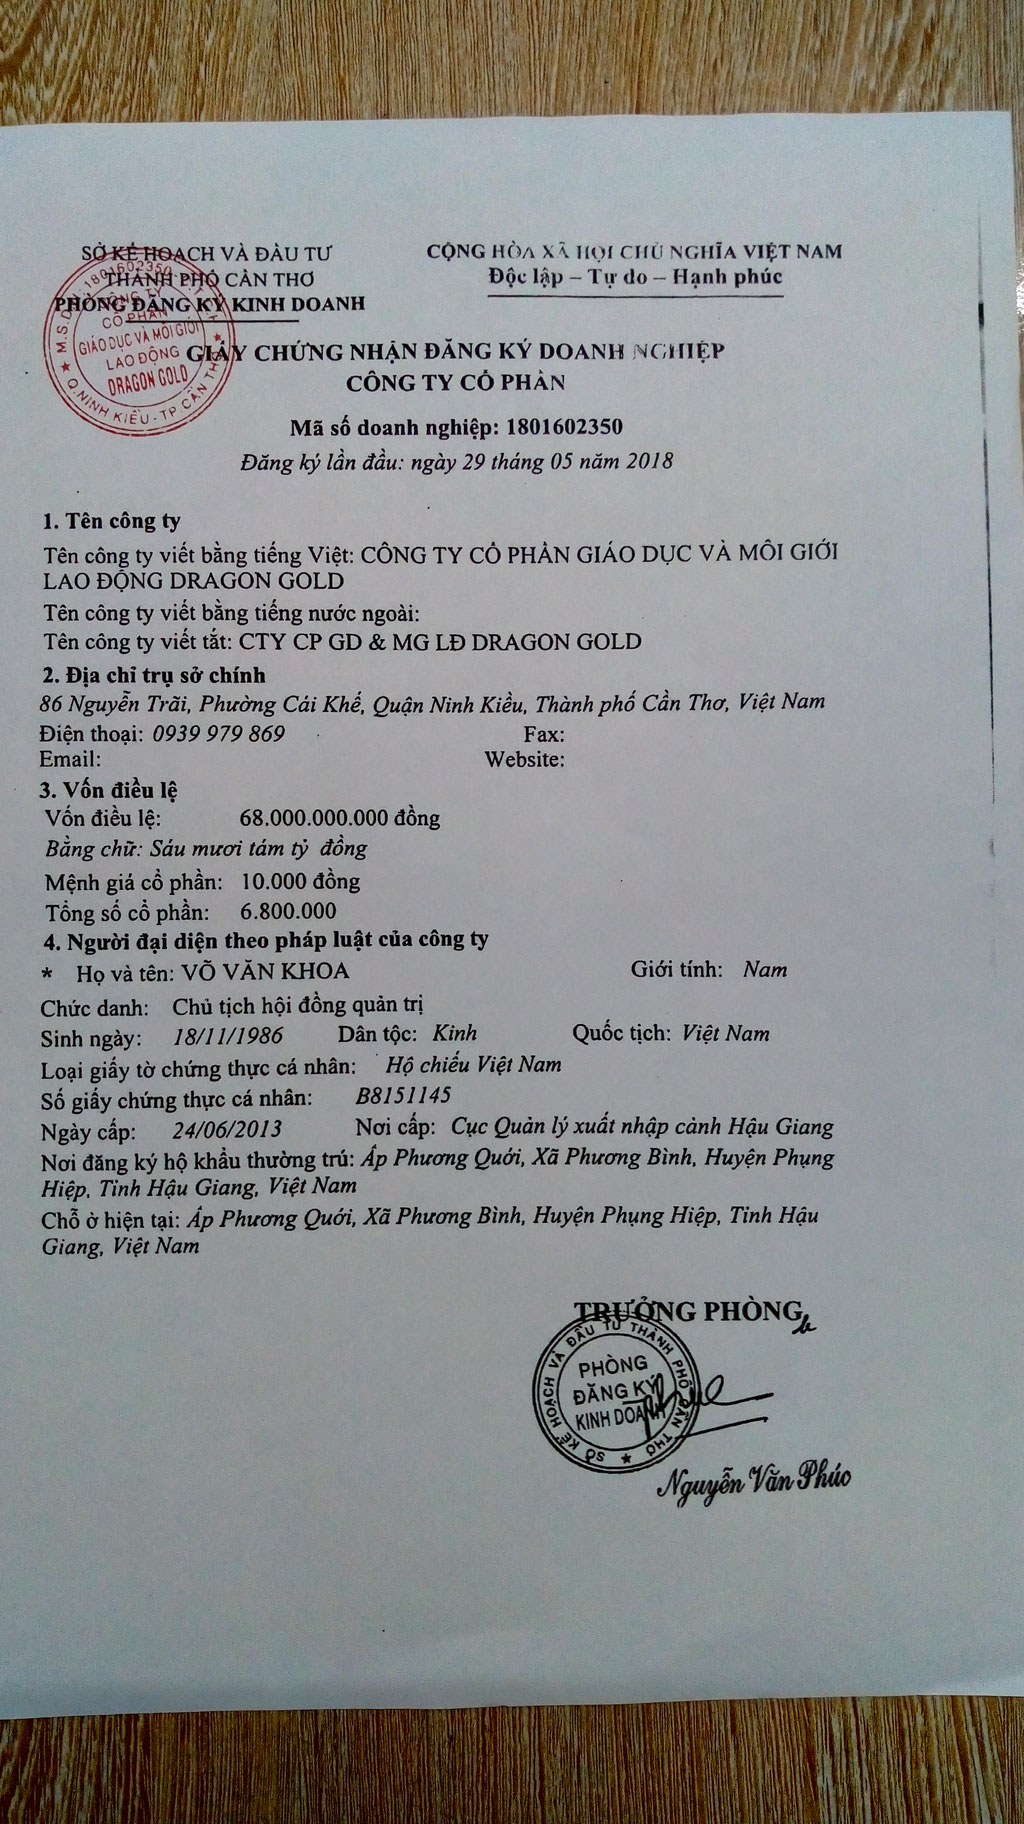 SỞ KẾ HOẠCH VÀ ĐẦU TƯ
THÀNH PHỐ CẦN THƠ
PHÒNG ĐĂNG KÝ KINH DOANH
CỘNG HÒA XÃ HỘI CHỦ NGHĨA VIỆT NAM
Độc lập – Tự do – Hạnh phúc
M.S.D.N:1801602350
CÔNG TY
CỔ PHẦN
GIÁO DỤC VÀ MÔI GIỚI
LAO ĐỘNG
DRAGON GOLD
Q.NINH KIỀU-TP.CẦN THƠ
GIẤY CHỨNG NHẬN ĐĂNG KÝ DOANH NGHIỆP
CÔNG TY CỔ PHẦN
Mã số doanh nghiệp: 1801602350
Đăng ký lần đầu: ngày 29 tháng 05 năm 2018
1. Tên công ty
Tên công ty viết bằng tiếng Việt: CÔNG TY CỔ PHẦN GIÁO DỤC VÀ MÔI GIỚI
LAO ĐỘNG DRAGON GOLD
Tên công ty viết bằng tiếng nước ngoài:
Tên công ty viết tắt: CTY CP GD & MG LĐ DRAGON GOLD
2. Địa chỉ trụ sở chính
86 Nguyễn Trãi, Phường Cái Khế, Quận Ninh Kiều, Thành phố Cần Thơ, Việt Nam
Điện thoại: 0939 979 869 Fax:
Email: Website:
3. Vốn điều lệ
Vốn điều lệ: 68.000.000.000 đồng
Bằng chữ: Sáu mươi tám tỷ đồng
Mệnh giá cổ phần: 10.000 đồng
Tổng số cổ phần: 6.800.000
4. Người đại diện theo pháp luật của công ty
* Họ và tên: VÕ VĂN KHOA Giới tính: Nam
Chức danh: Chủ tịch hội đồng quản trị
Sinh ngày: 18/11/1986 Dân tộc: Kinh Quốc tịch: Việt Nam
Loại giấy tờ chứng thực cá nhân: Hộ chiếu Việt Nam
Số giấy chứng thực cá nhân: B8151145
Ngày cấp: 24/06/2013 Nơi cấp: Cục Quản lý xuất nhập cảnh Hậu Giang
Nơi đăng ký hộ khẩu thường trú: Ấp Phương Quới, Xã Phương Bình, Huyện Phụng
Hiệp, Tỉnh Hậu Giang, Việt Nam
Chỗ ở hiện tại: Ấp Phương Quới, Xã Phương Bình, Huyện Phụng Hiệp, Tỉnh Hậu
Giang, Việt Nam
TRƯỞNG PHÒNG
SỞ KẾ HOẠCH VÀ ĐẦU TƯ THÀNH PHỐ CẦN THƠ
PHÒNG
ĐĂNG KÝ
KINH DOANH
Nguyễn Văn Phúc